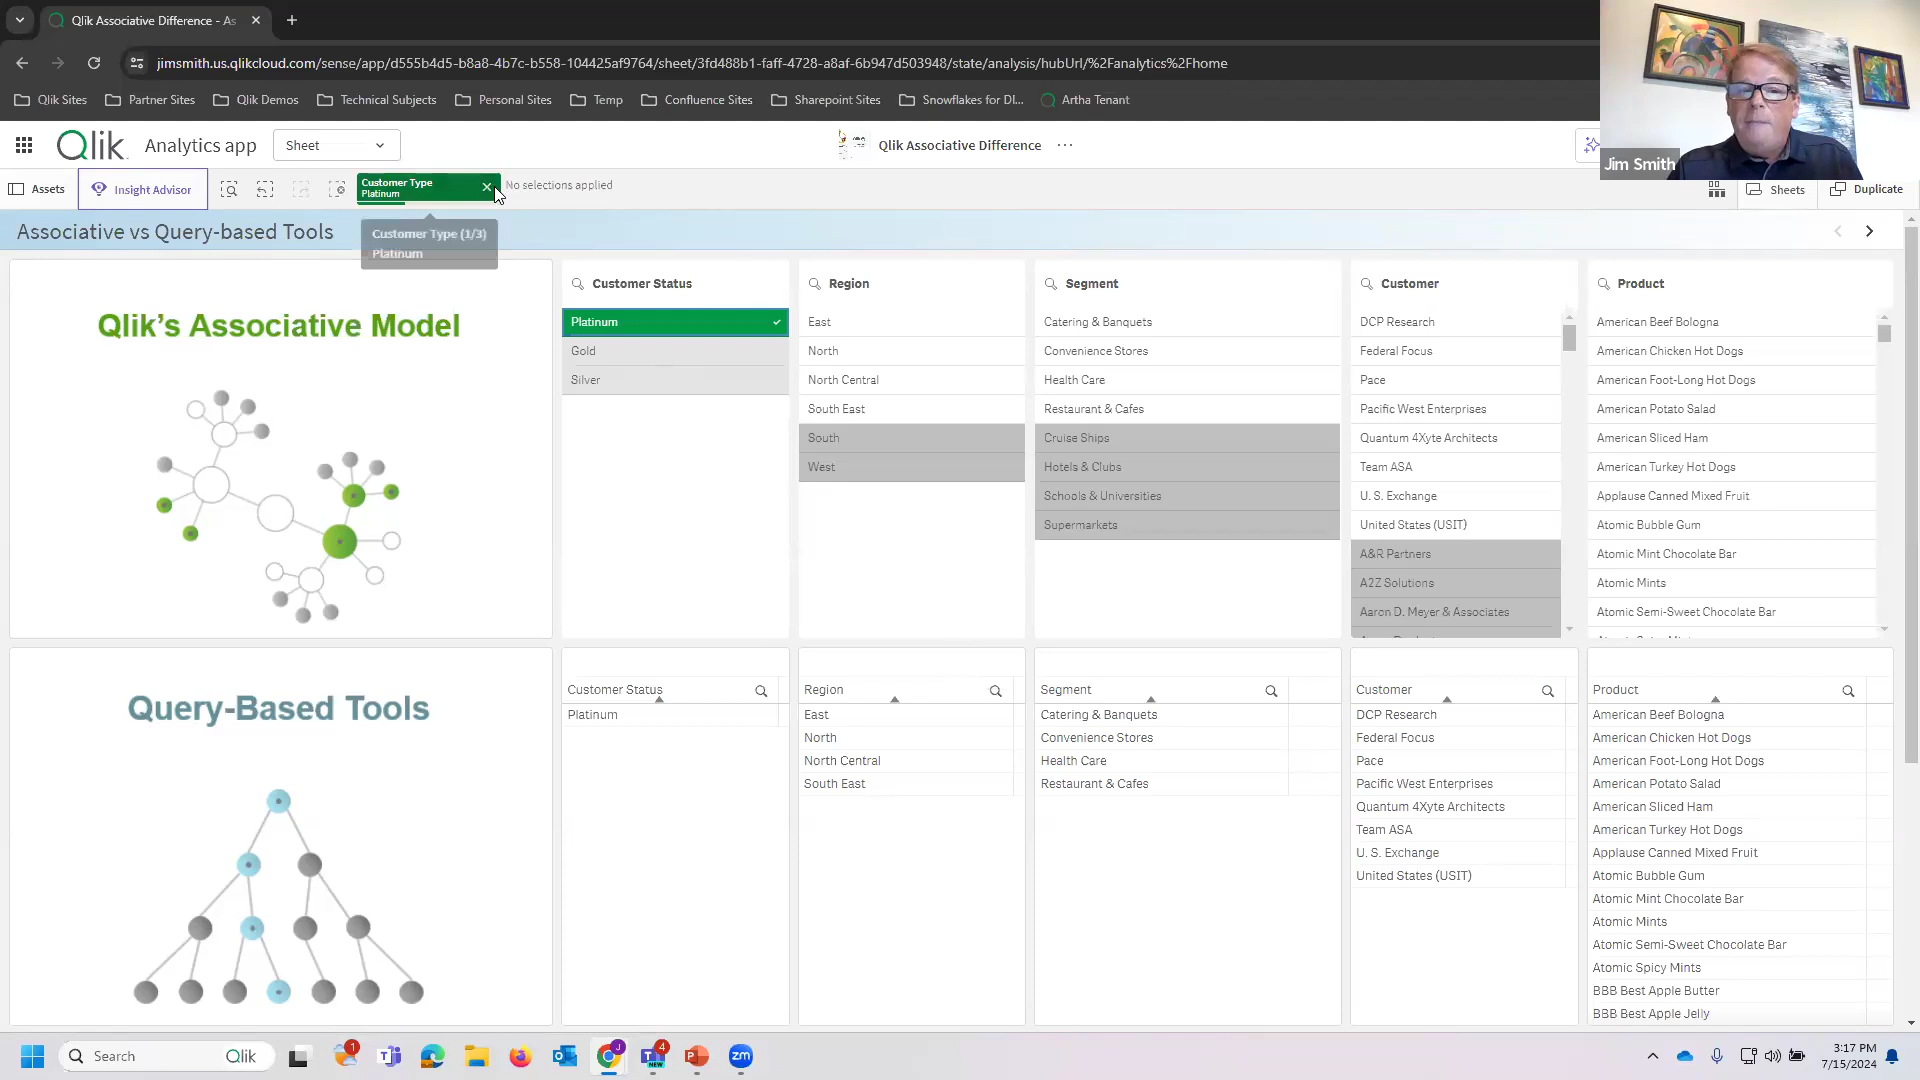 Qlik Associative Difference - As
jimsmith.us.qlikcloud.com/sense/app/d555b4d5-b8a8-4b7c-b558-104425af9764/sheet/3fd488b1-faff-4728-a8af-6b947d503948/state/analysis/hubUrl/%2Fanalytics%2Fhome
Qlik Sites
Partner Sites
Qlik Demos
Technical Subjects
Personal Sites
Temp
Confluence Sites
Sharepoint Sites
Snowflakes for DI...
Artha Tenant
Jim Smith
Qlik
Analytics app
Sheet
Qlik Associative Difference
Assets
Insight Advisor
Customer Type
Platinum
No selections applied
Sheets
Duplicate
Associative vs Query-based Tools
Customer Type (1/3)
Platinum
Qlik's Associative Model
Customer Status
Platinum
Gold
Silver
Region
East
North
North Central
South East
South
West
Segment
Catering & Banquets
Convenience Stores
Health Care
Restaurant & Cafes
Cruise Ships
Hotels & Clubs
Schools & Universities
Supermarkets
Customer
DCP Research
Federal Focus
Pace
Pacific West Enterprises
Quantum 4Xyte Architects
Team ASA
U. S. Exchange
United States (USIT)
A&R Partners
A2Z Solutions
Aaron D. Meyer & Associates
Product
American Beef Bologna
American Chicken Hot Dogs
American Foot-Long Hot Dogs
American Potato Salad
American Sliced Ham
American Turkey Hot Dogs
Applause Canned Mixed Fruit
Atomic Bubble Gum
Atomic Mint Chocolate Bar
Atomic Mints
Atomic Semi-Sweet Chocolate Bar
Query-Based Tools
Customer Status
Platinum
Region
East
North
North Central
South East
Segment
Catering & Banquets
Convenience Stores
Health Care
Restaurant & Cafes
Customer
DCP Research
Federal Focus
Pace
Pacific West Enterprises
Quantum 4Xyte Architects
Team ASA
U. S. Exchange
United States (USIT)
Product
American Beef Bologna
American Chicken Hot Dogs
American Foot-Long Hot Dogs
American Potato Salad
American Sliced Ham
American Turkey Hot Dogs
Applause Canned Mixed Fruit
Atomic Bubble Gum
Atomic Mint Chocolate Bar
Atomic Mints
Atomic Semi-Sweet Chocolate Bar
Atomic Spicy Mints
BBB Best Apple Butter
BBB Best Apple Jelly
Search
Qlik
1
J
4
NEW
zm
3:17 PM
7/15/2024